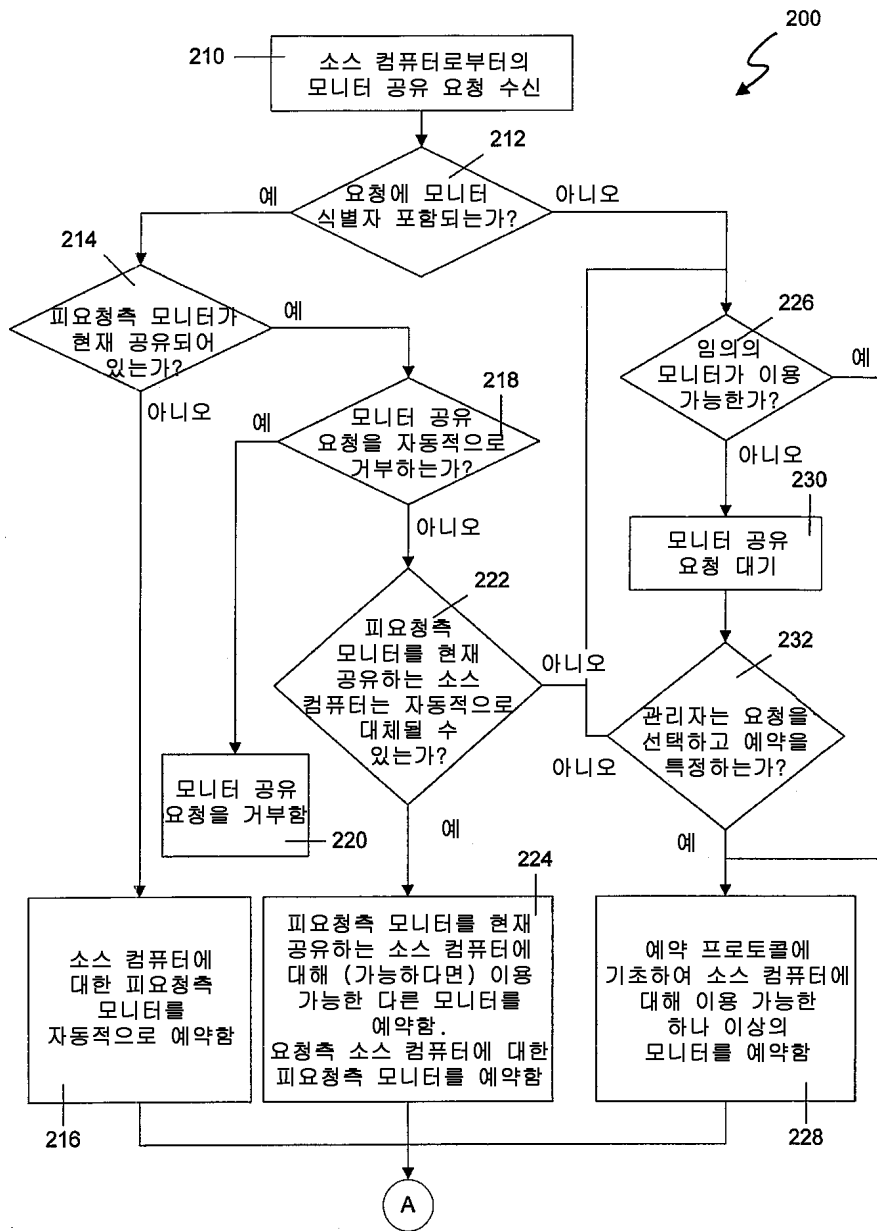 200
210
소스 컴퓨터로부터의
모니터 공유 요청 수신
212
요청에 모니터
식별자 포함되는가?
예
아니오
214
피요청측 모니터가
현재 공유되어
있는가?
예
아니오
226
임의의
모니터가 이용
가능한가?
예
아니오
218
모니터 공유
요청을 자동적으로
거부하는가?
예
아니오
230
모니터 공유
요청 대기
222
피요청측
모니터를 현재
공유하는 소스
컴퓨터는 자동적으로
대체될 수
있는가?
아니오
예
232
관리자는 요청을
선택하고 예약을
특정하는가?
아니오
예
모니터 공유
요청을 거부함
220
소스 컴퓨터에
대한 피요청측
모니터를
자동적으로 예약함
216
224
피요청측 모니터를 현재
공유하는 소스 컴퓨터에
대해 (가능하다면) 이용
가능한 다른 모니터를
예약함.
요청측 소스 컴퓨터에 대한
피요청측 모니터를 예약함
예약 프로토콜에
기초하여 소스 컴퓨터에
대해 이용 가능한
하나 이상의
모니터를 예약함
228
A